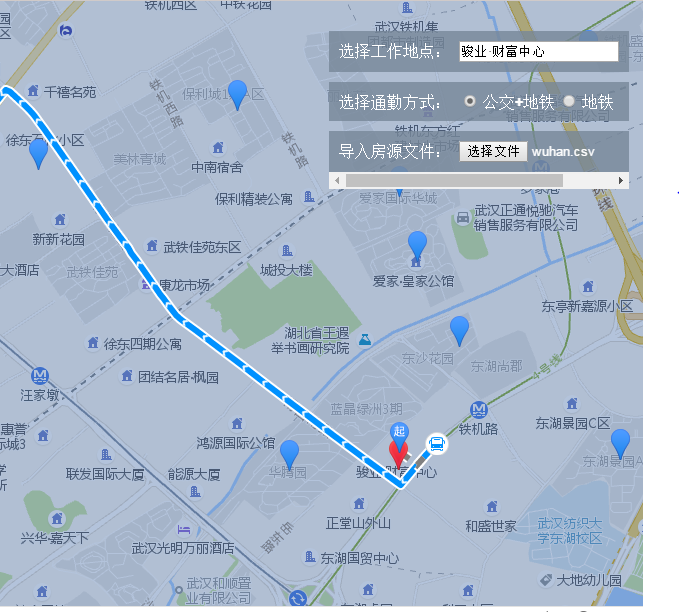 铁机西四区
中铁花园
武汉铁机集
选择工作地点：
骏业·财富中心
千禧名苑
铁机西路
选择通勤方式：
公交+地铁
地铁
销售服务有限公司
徐东
小区
美林青城
铁机路
导入房源文件：
选择文件
wuhan.csv
中南宿舍
保利精装公寓
爱家国际华城
武汉正通悦驰汽车
销售服务有限公司
新新花园
武铁佳苑东区
大酒店
武铁佳苑
康龙市场
城投大楼
爱家·皇家公馆
东亭新嘉源小区
徐东四期公寓
湖北省王遐
举书画研究院
东沙花园
东湖尚郡
4号线
团结名居·枫园
汪家墩
蓝晶绿洲3期
铁机路
东湖景园C区
惠誉
际城3
鸿源国际公馆
起
联发国际大厦
能源大厦
华腾园
骏业·财富中心
东湖景园A
正堂山外山
和盛世家
武汉纺织大
学东湖校区
兴华·嘉天下
武汉光明万丽酒店
东湖国贸中心
大地幼儿园
武汉和顺置
业有限公司